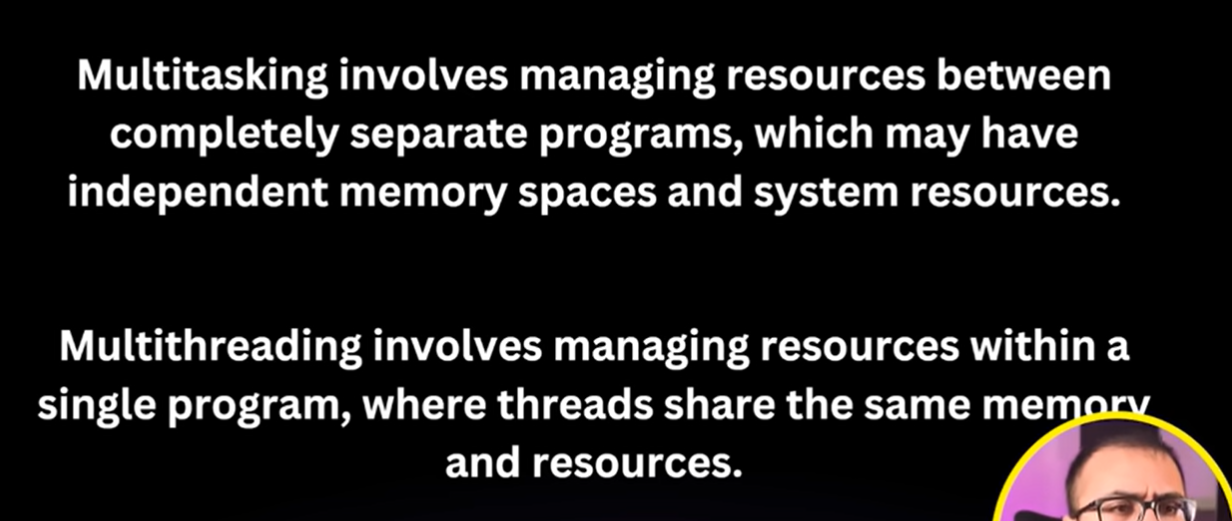 Multitasking involves managing resources between
completely separate programs, which may have
independent memory spaces and system resources.
Multithreading involves managing resources within a
single program, where threads share the same memory
and resources.